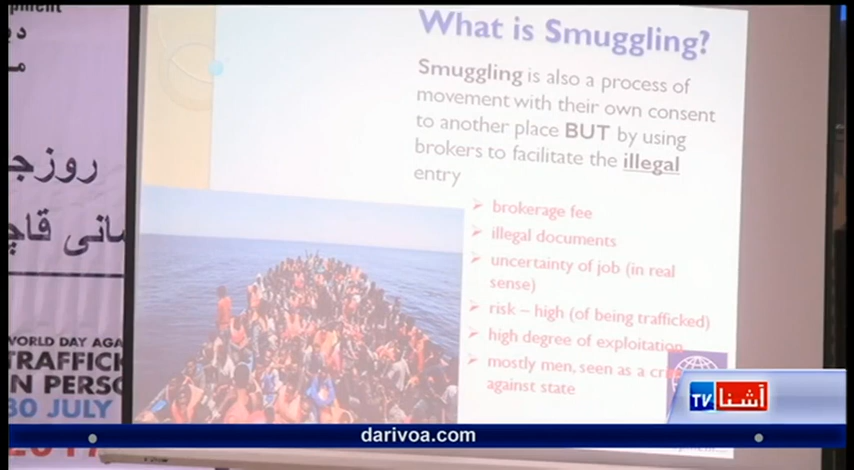 What is Smuggling?
Smuggling is also a process of
movement with their own consent
to another place BUT by using
brokers to facilitate the illegal
entry
➢ brokerage fee
➢ illegal documents
➢ uncertainty of job (in real
sense)
➢ risk – high (of being trafficked)
➢ high degree of exploitation
➢ mostly men, seen as a
against state
WORLD DAY
TRAFFICK
IN
30 JULY
2017
TV آشنا
darivoa.com